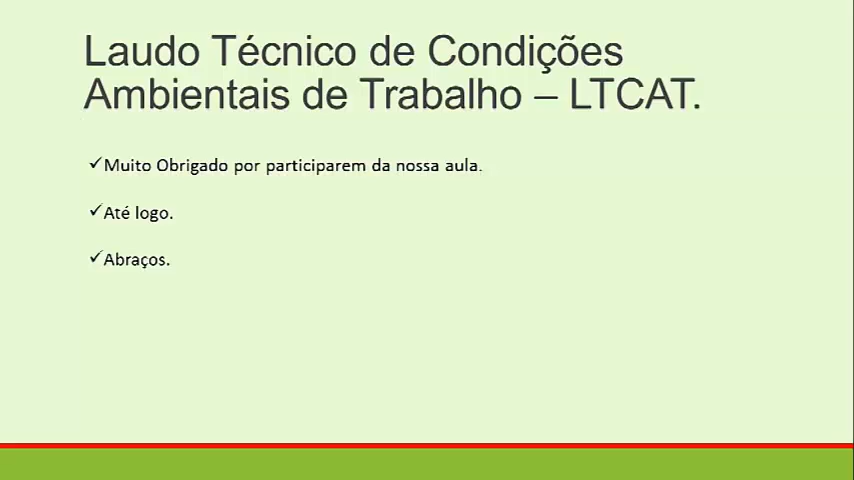 Laudo Técnico de Condições
Ambientais de Trabalho – LTCAT.
✓Muito Obrigado por participarem da nossa aula.
✓Até logo.
✓Abraços.